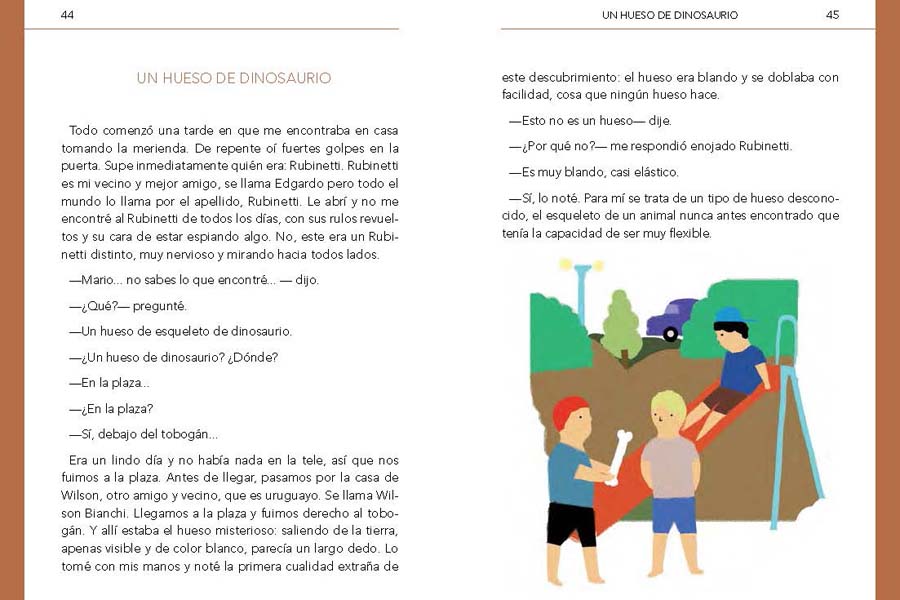 44
UN HUESO DE DINOSAURIO
Todo comenzó una tarde en que me encontraba en casa
tomando la merienda. De repente oí fuertes golpes en la
puerta. Supe inmediatamente quién era: Rubinetti. Rubinetti
es mi vecino y mejor amigo, se llama Edgardo pero todo el
mundo lo llama por el apellido, Rubinetti. Le abrí y no me
encontré al Rubinetti de todos los días, con sus rulos revuel-
tos y su cara de estar espiando algo. No, este era un Rubi-
netti distinto, muy nervioso y mirando hacia todos lados.
—Mario... no sabes lo que encontré... — dijo.
—¿Qué?— pregunté.
—Un hueso de esqueleto de dinosaurio.
—¿Un hueso de dinosaurio? ¿Dónde?
—En la plaza...
—¿En la plaza?
—Sí, debajo del tobogán...
Era un lindo día y no había nada en la tele, así que nos
fuimos a la plaza. Antes de llegar, pasamos por la casa de
Wilson, otro amigo y vecino, que es uruguayo. Se llama Wil-
son Bianchi. Llegamos a la plaza y fuimos derecho al tobo-
gán. Y allí estaba el hueso misterioso: saliendo de la tierra,
apenas visible y de color blanco, parecía un largo dedo. Lo
tomé con mis manos y noté la primera cualidad extraña de
UN HUESO DE DINOSAURIO
45
este descubrimiento: el hueso era blando y se doblaba con
facilidad, cosa que ningún hueso hace.
—Esto no es un hueso— dije.
—¿Por qué no?— me respondió enojado Rubinetti.
—Es muy blando, casi elástico.
—Sí, lo noté. Para mí se trata de un tipo de hueso descono-
cido, el esqueleto de un animal nunca antes encontrado que
tenía la capacidad de ser muy flexible.